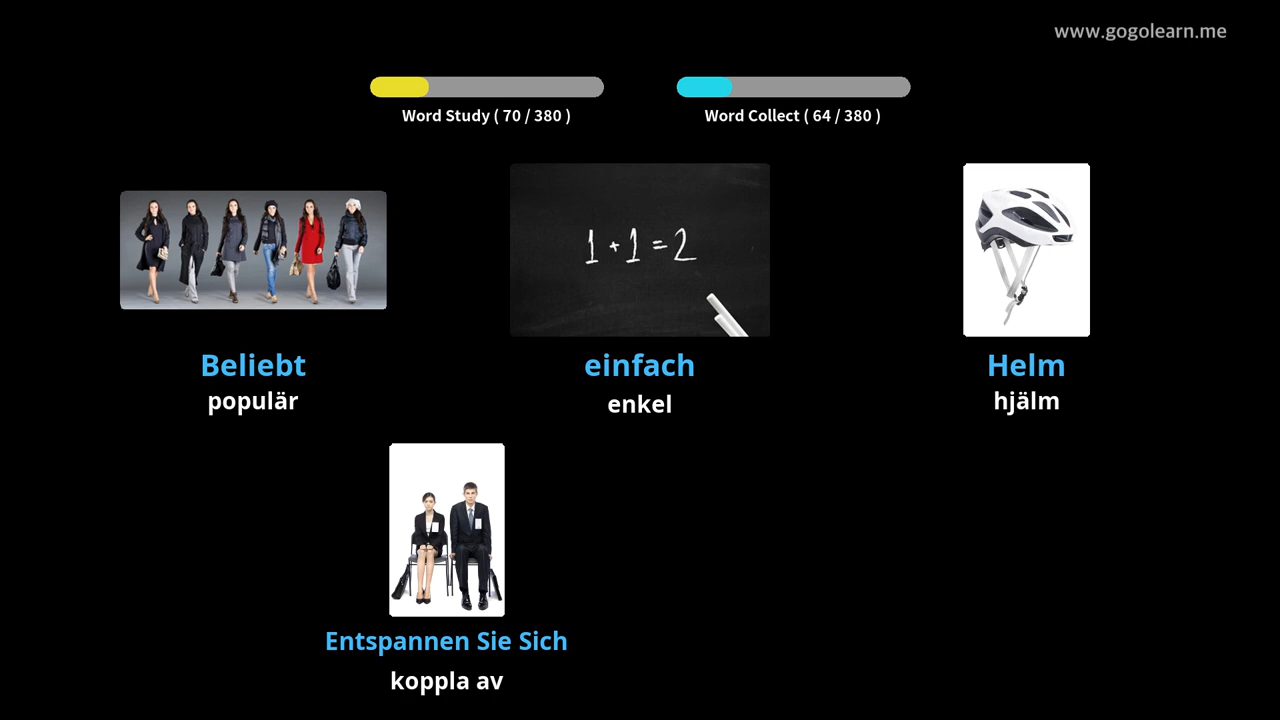 www.gogolearn.me
Word Study ( 70 / 380 )
Word Collect ( 64 / 380 )
1 + 1 = 2
Beliebt
populär
einfach
enkel
Helm
hjälm
Entspannen Sie Sich
koppla av